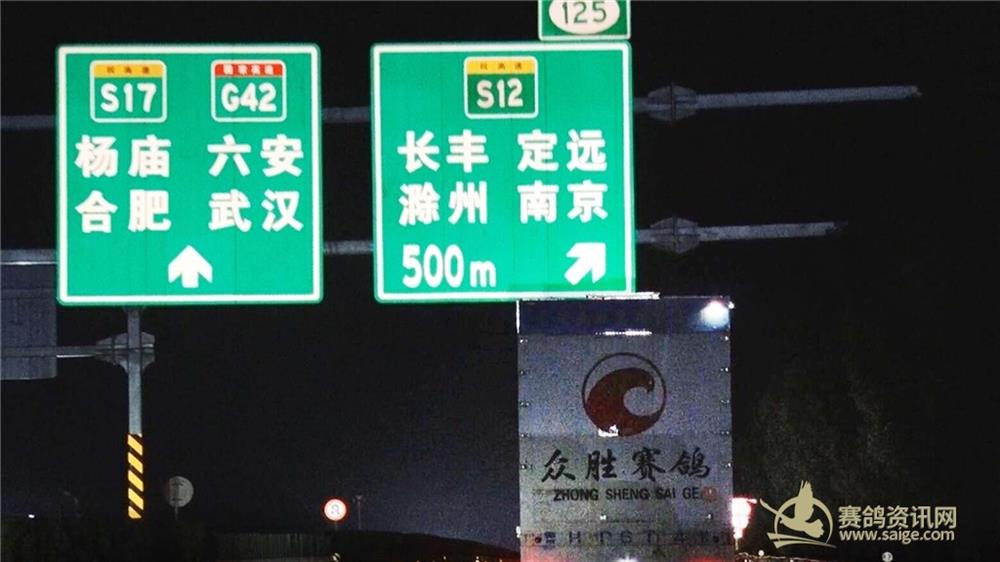 125
S17 G42
杨庙 六安
合肥 武汉
S12
长丰 定远
滁州 南京
500m
众胜赛鸽
ZHONG SHENG SAI GE
赛鸽资讯网
www.saige.com